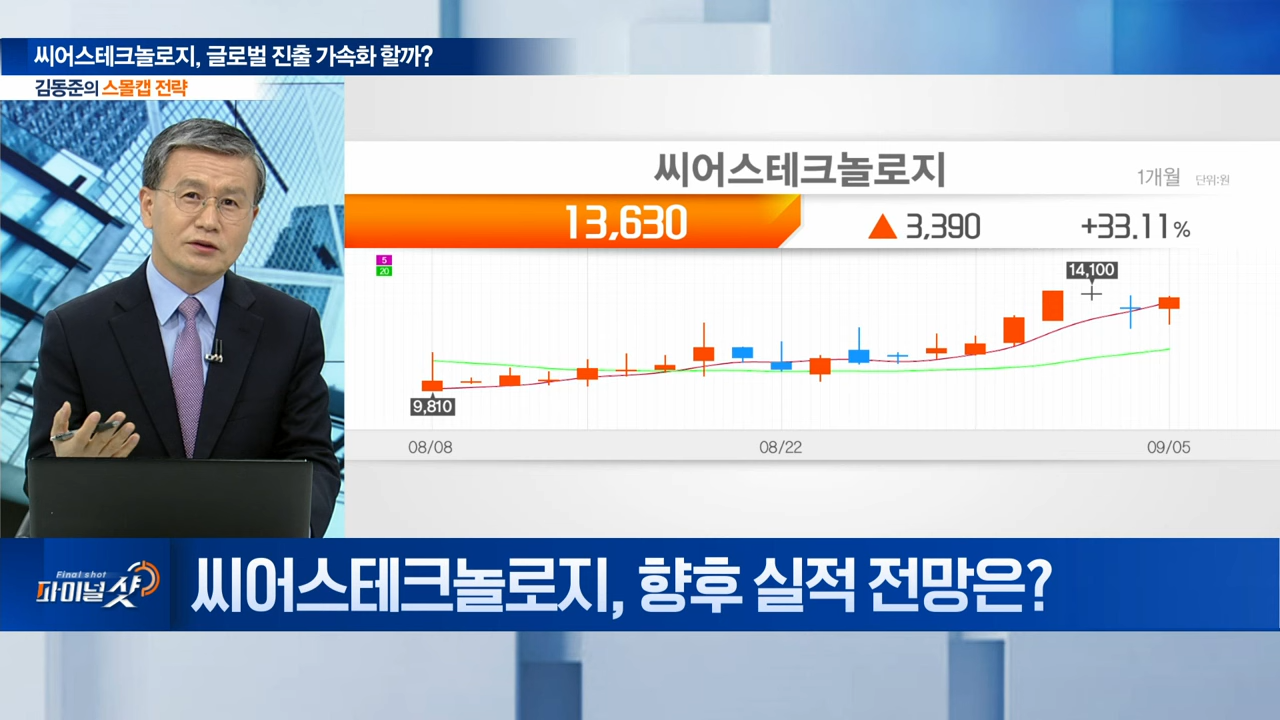 씨어스테크놀로지, 글로벌 진출 가속화 할까?
김동준의 스몰캡 전략
씨어스테크놀로지
1개월 단위:원
13,630 ▲ 3,390 +33.11%
5
20
14,100
9,810
08/08 08/22 09/05
Final shot
파이널 샷
씨어스테크놀로지, 향후 실적 전망은?